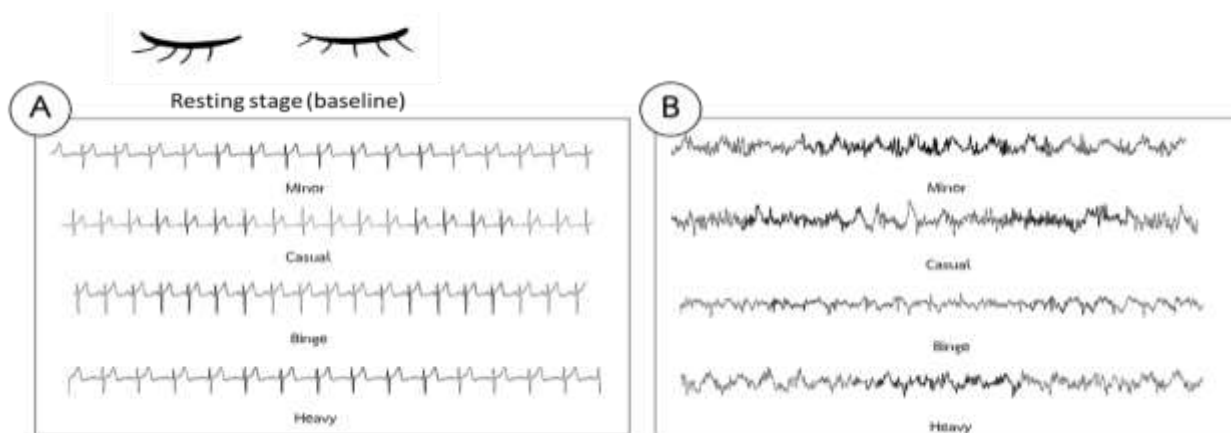 Resting stage (baseline)
A
B
Minor
Casual
Binge
Heavy
Minor
Casual
Binge
Heavy